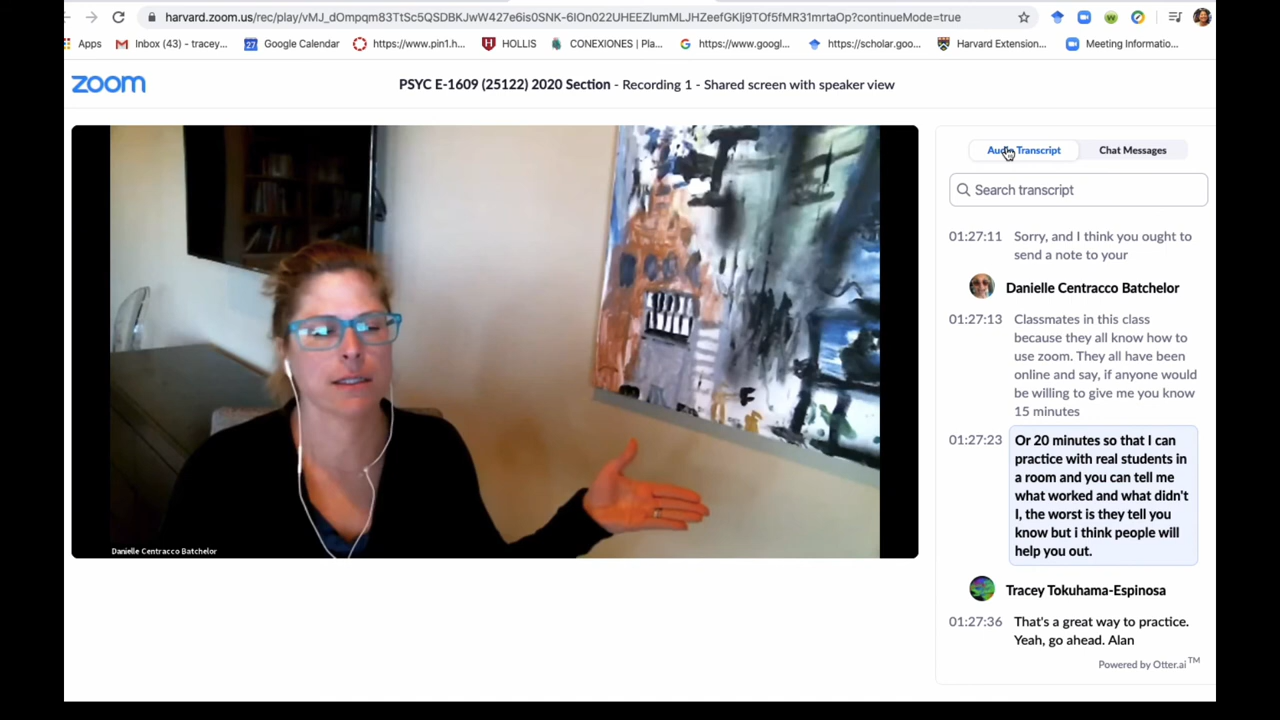 harvard.zoom.us/rec/play/vMJ_dOmpqm83TtSc5QSDBKJwW427e6is0SNK-6IOn022UHEEZlumMLJHZeefGKlj9TOf5fMR31mrtaOp?continueMode=true
Apps Inbox (43) - tracey... 27 Google Calendar https://www.pin1.h... HOLLIS CONEXIONES | Pla... https://www.googl... https://scholar.goo... Harvard Extension... Meeting Informatio...
zoom
PSYC E-1609 (25122) 2020 Section - Recording 1 - Shared screen with speaker view
Danielle Centracco Batchelor
Audio Transcript Chat Messages
Search transcript
01:27:11 Sorry, and I think you ought to
send a note to your
Danielle Centracco Batchelor
01:27:13 Classmates in this class
because they all know how to
use zoom. They all have been
online and say, if anyone would
be willing to give me you know
15 minutes
01:27:23 Or 20 minutes so that I can
practice with real students in
a room and you can tell me
what worked and what didn't
I, the worst is they tell you
know but i think people will
help you out.
Tracey Tokuhama-Espinosa
01:27:36 That's a great way to practice.
Yeah, go ahead. Alan
Powered by Otter.ai TM